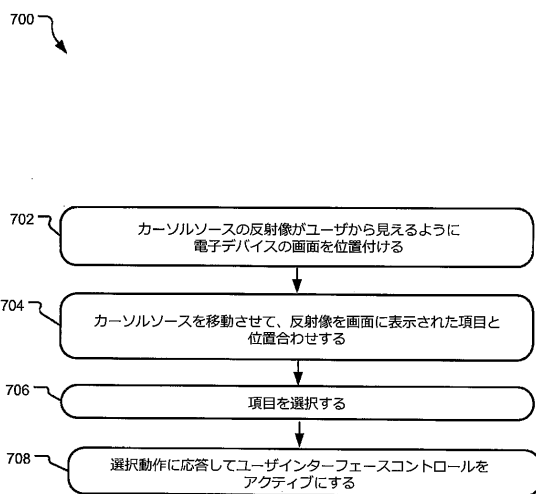 700
702
カーソルソースの反射像がユーザから見えるように
電子デバイスの画面を位置付ける
704
カーソルソースを移動させて、反射像を画面に表示された項目と
位置合わせする
706
項目を選択する
708
選択動作に応答してユーザインターフェースコントロールを
アクティブにする